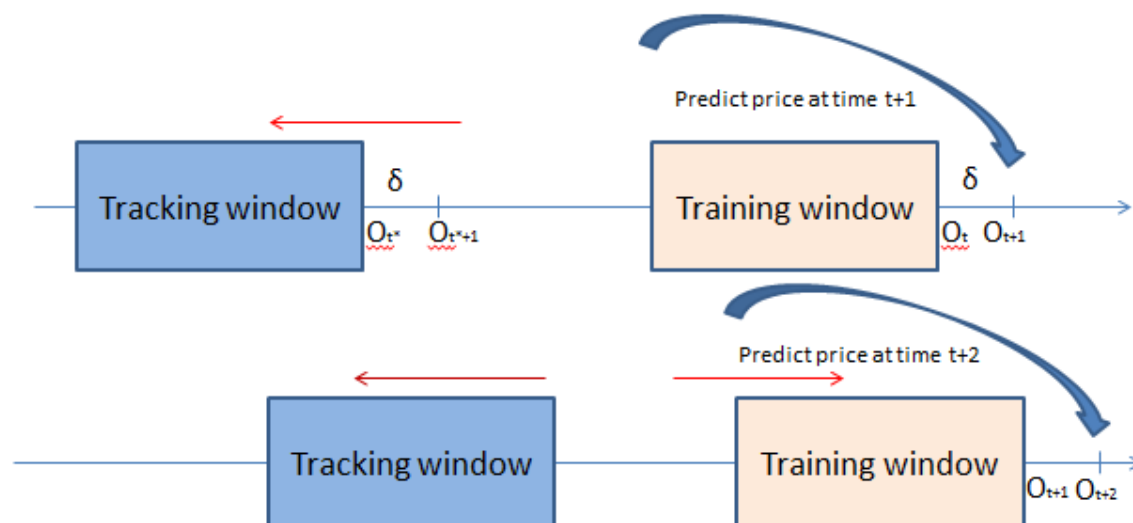 Predict price at time t+1
Tracking window
δ
Training window
δ
Oₜ* Oₜ*₊₁
Oₜ Oₜ₊₁
Predict price at time t+2
Tracking window
Training window
Oₜ₊₁ Oₜ₊₂